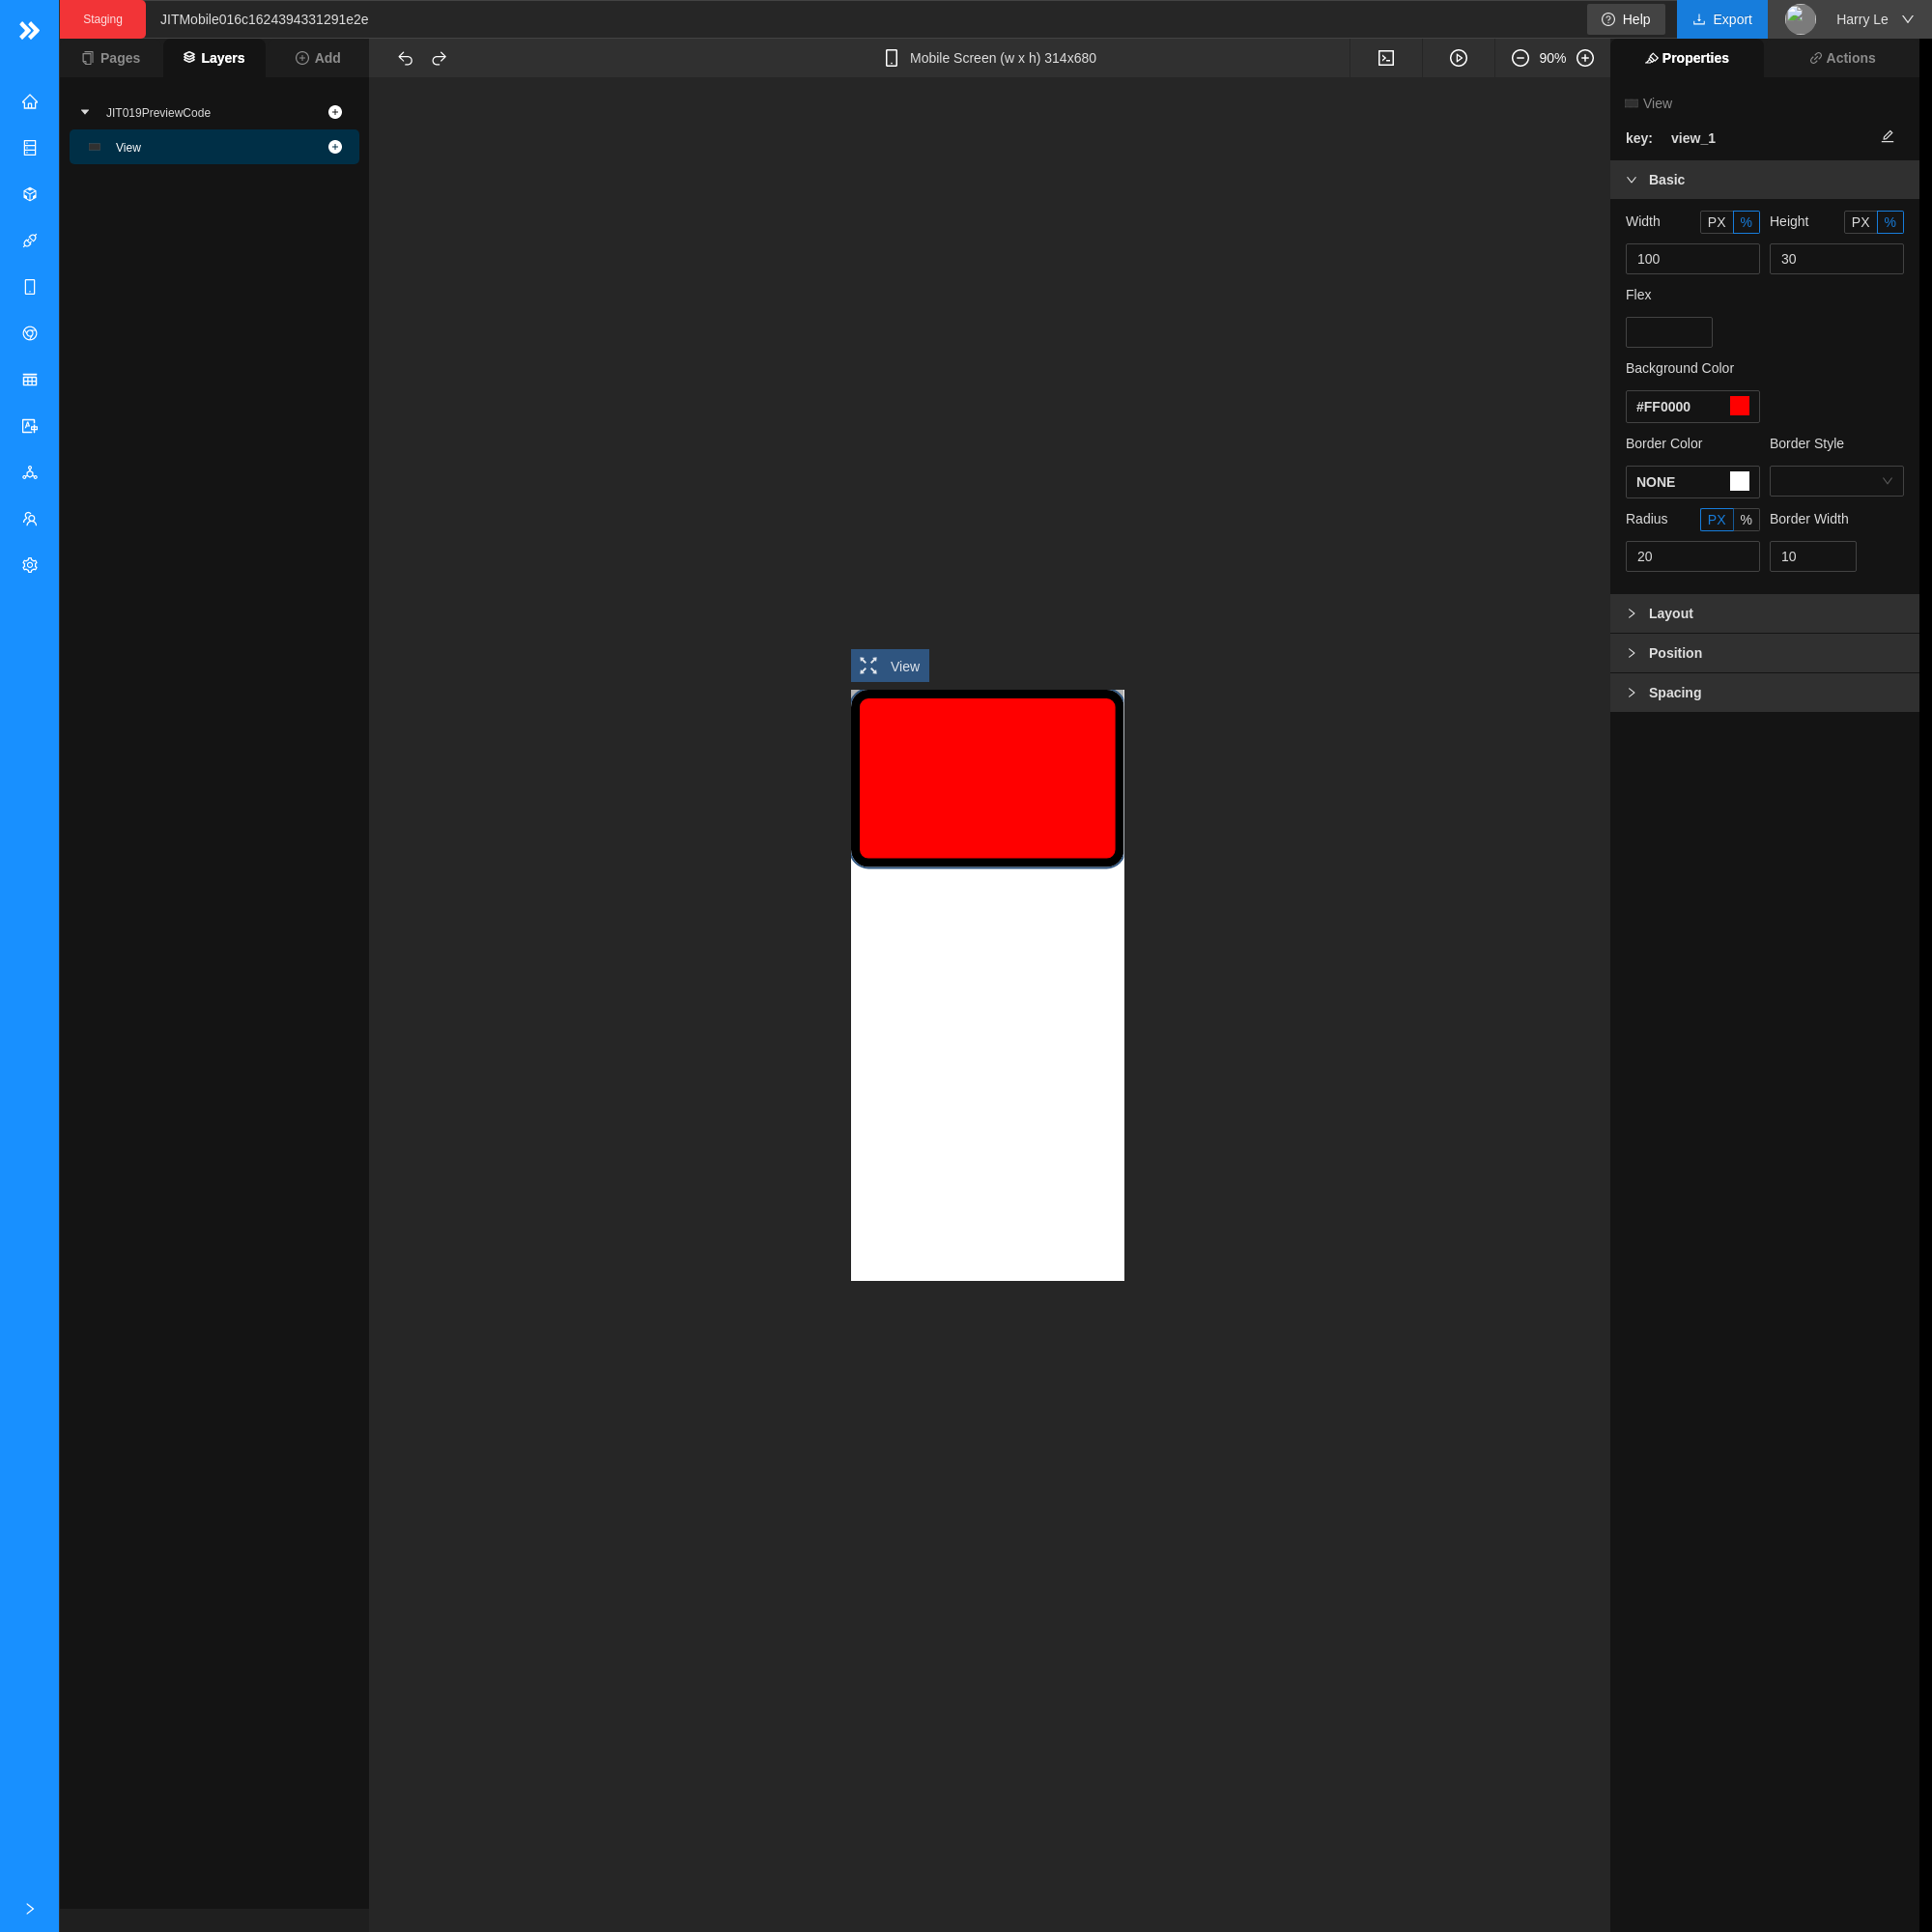 Staging
JITMobile016c1624394331291e2e
Help
Export
Harry Le
Pages
Layers
Add
Mobile Screen (w x h) 314x680
90%
Properties
Actions
JIT019PreviewCode
View
View
key: view_1
Basic
Width PX % Height PX %
100 30
Flex
Background Color
#FF0000
Border Color Border Style
NONE
Radius PX % Border Width
20 10
Layout
Position
Spacing
View